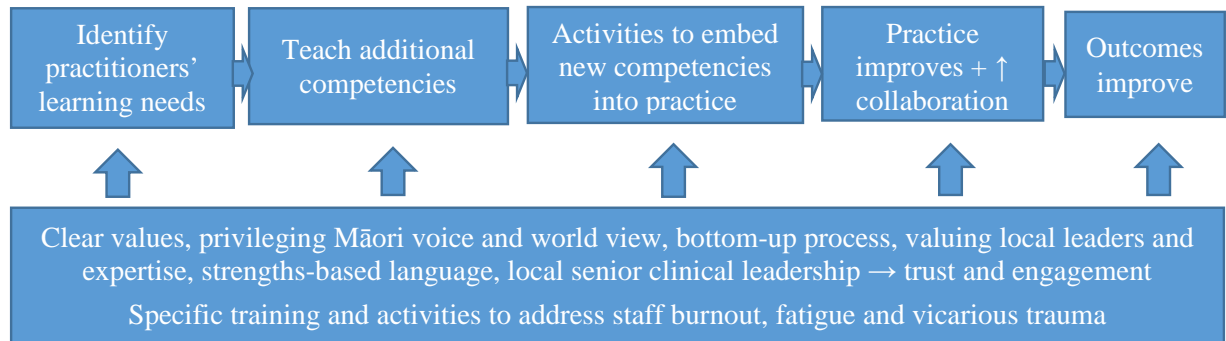 Identify
practitioners’
learning needs
Teach additional
competencies
Activities to embed
new competencies
into practice
Practice
improves + ↑
collaboration
Outcomes
improve
Clear values, privileging Māori voice and world view, bottom-up process, valuing local leaders and
expertise, strengths-based language, local senior clinical leadership → trust and engagement
Specific training and activities to address staff burnout, fatigue and vicarious trauma